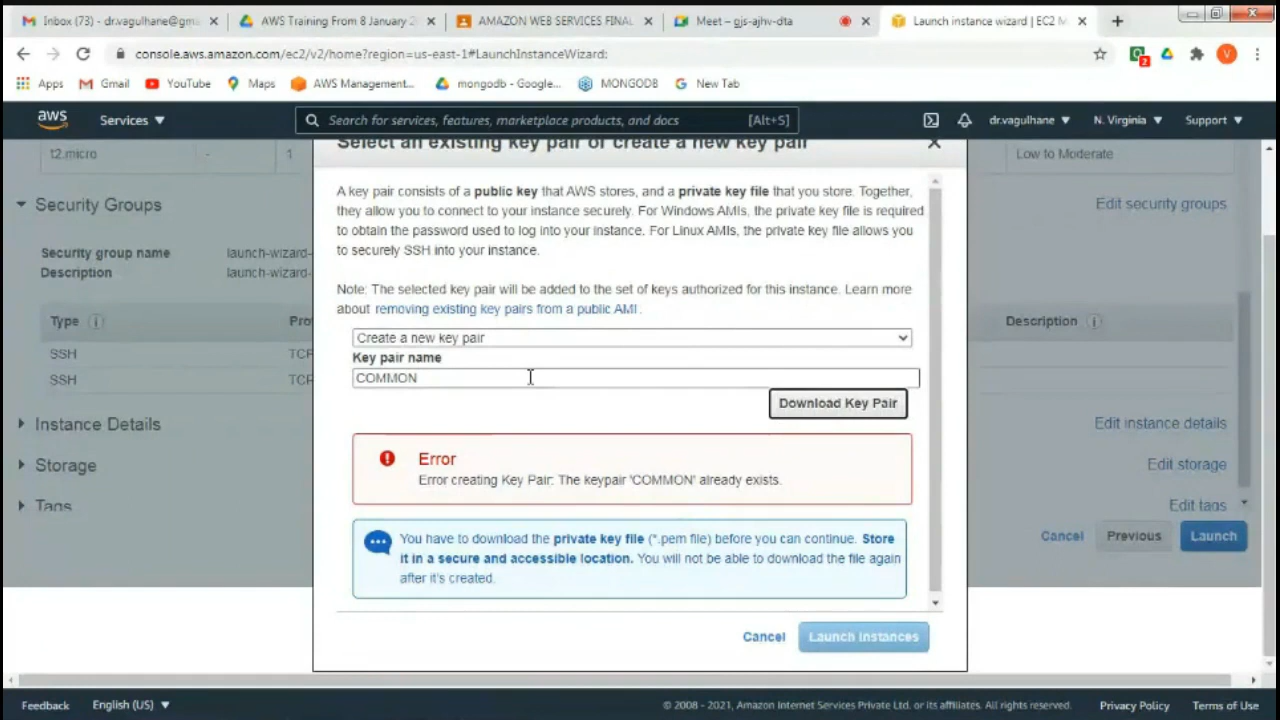 Inbox (73) - dr.vagulhane@gma
AWS Training From 8 January 2
AMAZON WEB SERVICES FINAL
Meet – gjs-ajhv-dta
Launch instance wizard | EC2 M
console.aws.amazon.com/ec2/v2/home?region=us-east-1#LaunchInstanceWizard:
2
V
Apps
Gmail
YouTube
Maps
AWS Management...
mongodb - Google...
MONGODB
New Tab
aws
Services
Search for services, features, marketplace products, and docs
[Alt+S]
dr.vagulhane
N. Virginia
Support
Select an existing key pair or create a new key pair
t2.micro
-
1
Low to Moderate
A key pair consists of a public key that AWS stores, and a private key file that you store. Together,
they allow you to connect to your instance securely. For Windows AMIs, the private key file is required
to obtain the password used to log into your instance. For Linux AMIs, the private key file allows you
to securely SSH into your instance.
Security Groups
Edit security groups
Security group name
launch-wizard-
Description
launch-wizard-
Note: The selected key pair will be added to the set of keys authorized for this instance. Learn more
about removing existing key pairs from a public AMI.
Type
Pro
Description
SSH
TCP
SSH
TCP
Create a new key pair
Key pair name
COMMON
Download Key Pair
Instance Details
Edit instance details
Storage
Edit storage
Tags
Edit tags
Error
Error creating Key Pair: The keypair 'COMMON' already exists.
You have to download the private key file (*.pem file) before you can continue. Store
it in a secure and accessible location. You will not be able to download the file again
after it's created.
Cancel
Previous
Launch
Cancel
Launch Instances
Feedback
English (US)
© 2008 - 2021, Amazon Internet Services Private Ltd. or its affiliates. All rights reserved.
Privacy Policy
Terms of Use